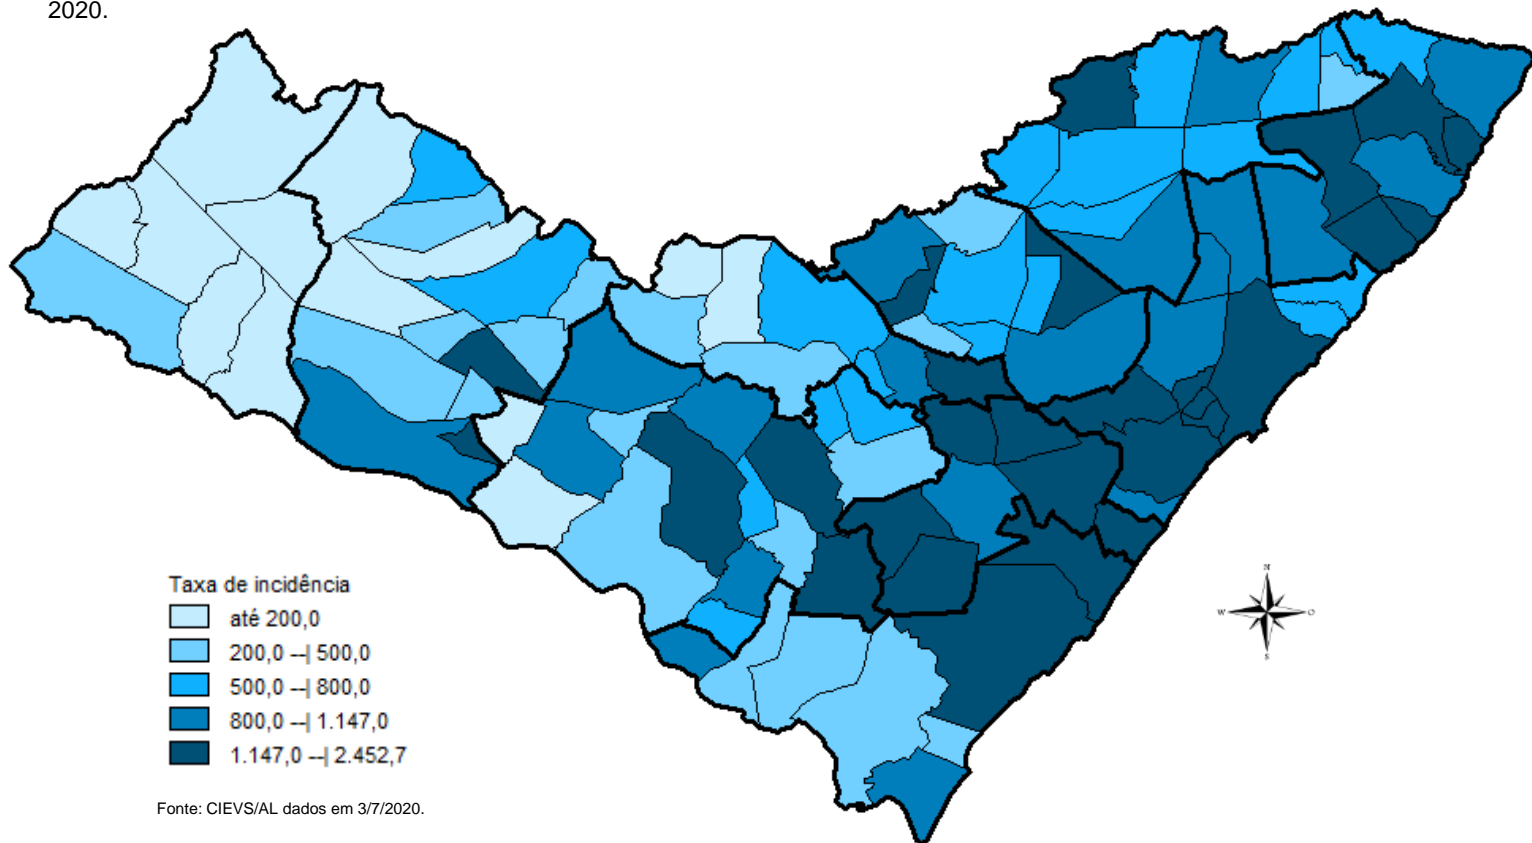 2020.
Taxa de incidência
até 200,0
200,0 --| 500,0
500,0 --| 800,0
800,0 --| 1.147,0
1.147,0 --| 2.452,7
Fonte: CIEVS/AL dados em 3/7/2020.
N
W O
S